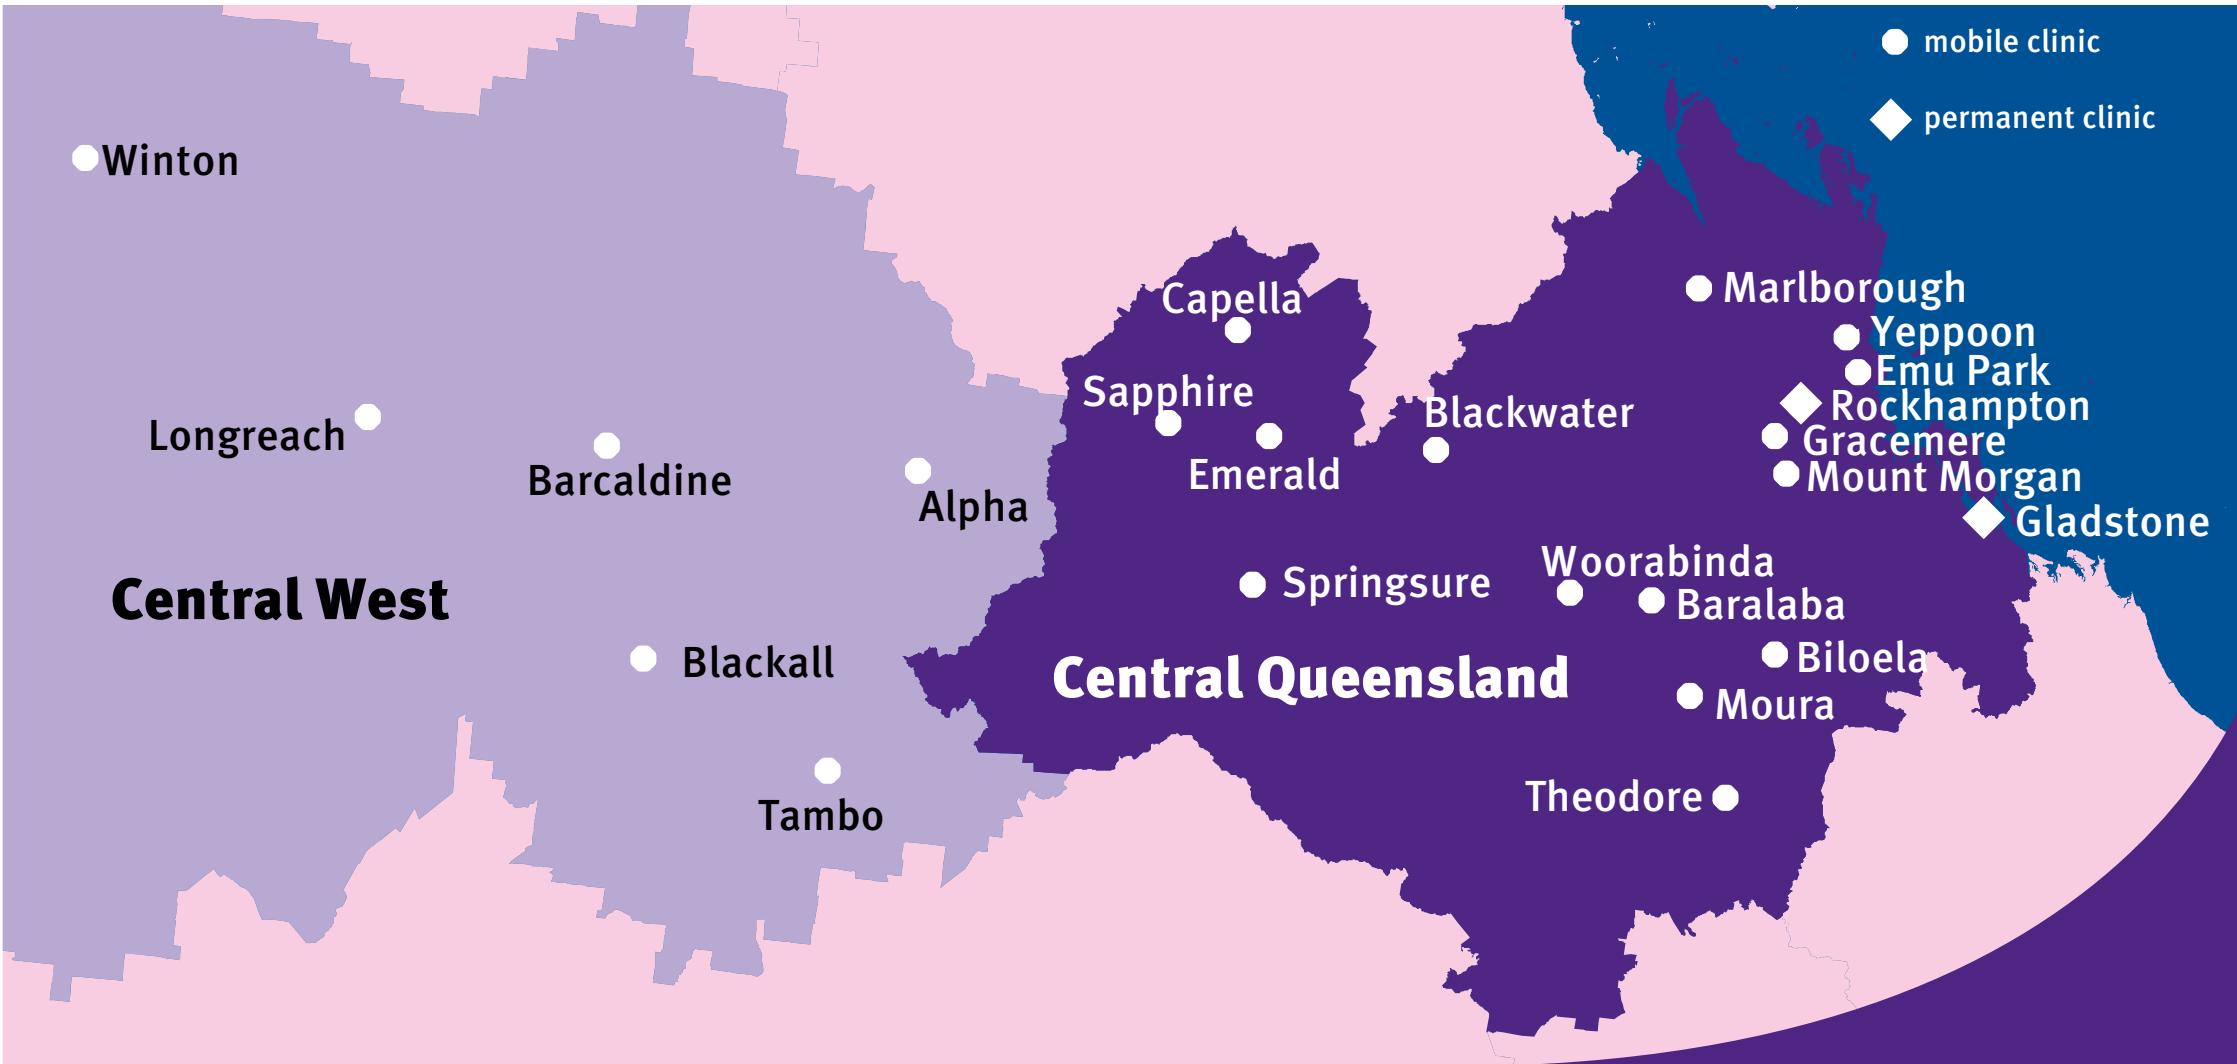 mobile clinic
permanent clinic
Winton
Capella
Marlborough
Yeppoon
Emu Park
Sapphire
Rockhampton
Blackwater
Longreach
Gracemere
Barcaldine
Emerald
Mount Morgan
Alpha
Gladstone
Woorabinda
Springsure
Central West
Baralaba
Blackall
Biloela
Central Queensland
Moura
Theodore
Tambo